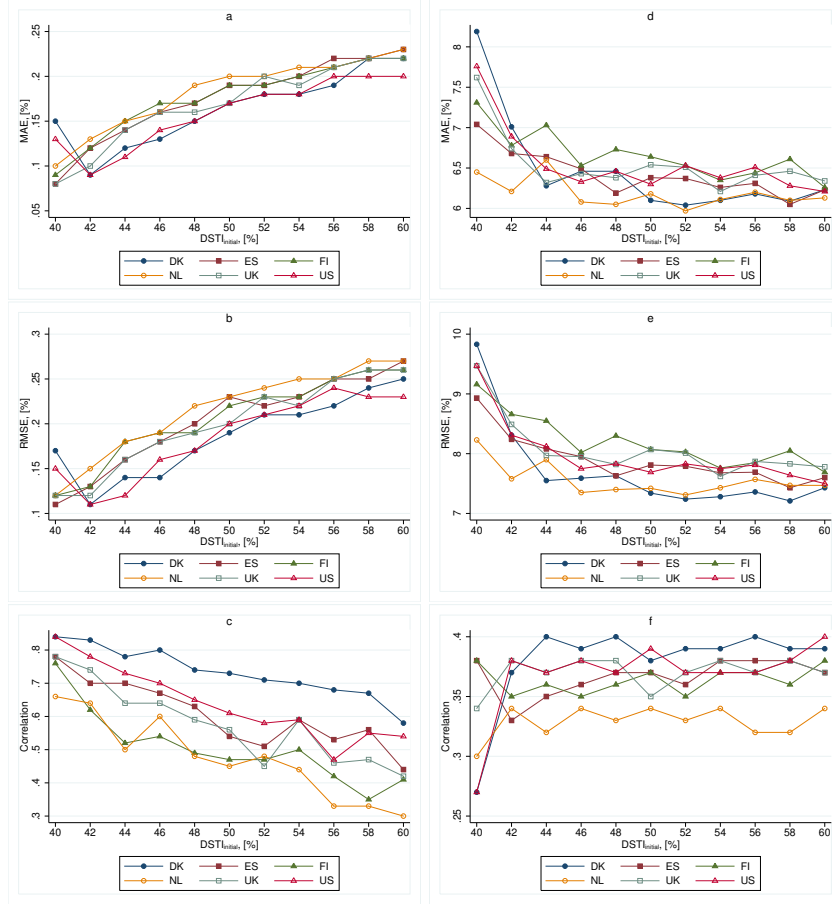 a
MAE, [%]
.25
.2
.15
.1
.05
40 42 44 46 48 50 52 54 56 58 60
DSTIinitial, [%]
DK ES FI
NL UK US
b
RMSE, [%]
.3
.25
.2
.15
.1
40 42 44 46 48 50 52 54 56 58 60
DSTIinitial, [%]
DK ES FI
NL UK US
c
Correlation
.8
.7
.6
.5
.4
.3
40 42 44 46 48 50 52 54 56 58 60
DSTIinitial, [%]
DK ES FI
NL UK US
d
MAE, [%]
8
7.5
7
6.5
6
40 42 44 46 48 50 52 54 56 58 60
DSTIinitial, [%]
DK ES FI
NL UK US
e
RMSE, [%]
10
9
8
7
40 42 44 46 48 50 52 54 56 58 60
DSTIinitial, [%]
DK ES FI
NL UK US
f
Correlation
.4
.35
.3
.25
40 42 44 46 48 50 52 54 56 58 60
DSTIinitial, [%]
DK ES FI
NL UK US